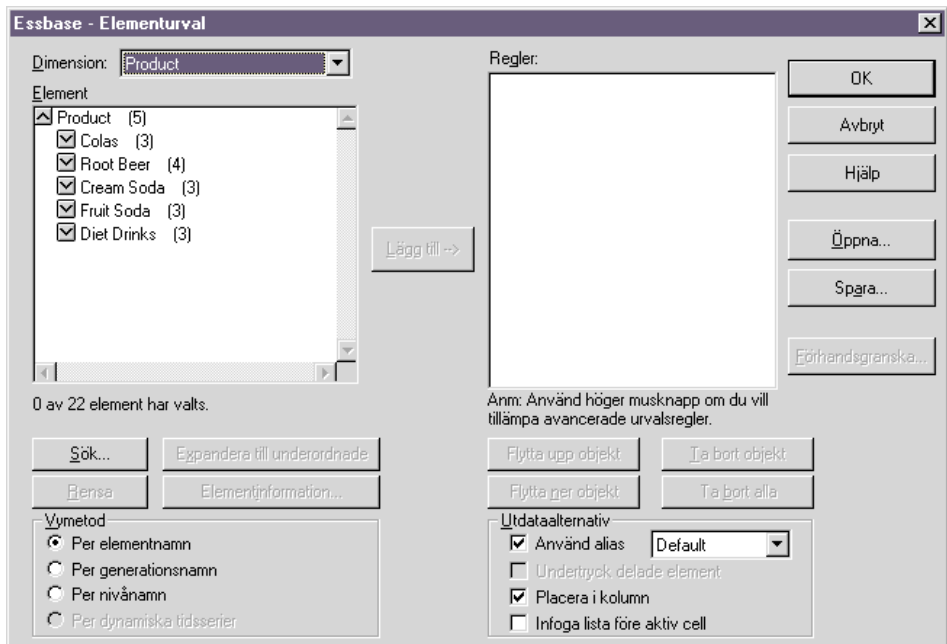 Essbase - Elementurval
Dimension: Product
Element
Product (5)
Colas (3)
Root Beer (4)
Cream Soda (3)
Fruit Soda (3)
Diet Drinks (3)
0 av 22 element har valts.
Lägg till -->
Regler:
Anm: Använd höger musknapp om du vill
tillämpa avancerade urvalsregler.
OK
Avbryt
Hjälp
Öppna...
Spara...
Förhandsgranska...
Sök...
Expandera till underordnade
Rensa
Elementinformation...
Flytta upp objekt
Ta bort objekt
Flytta ner objekt
Ta bort alla
Vymetod
Per elementnamn
Per generationsnamn
Per nivånamn
Per dynamiska tidsserier
Utdataalternativ
Använd alias Default
Undertryck delade element
Placera i kolumn
Infoga lista före aktiv cell